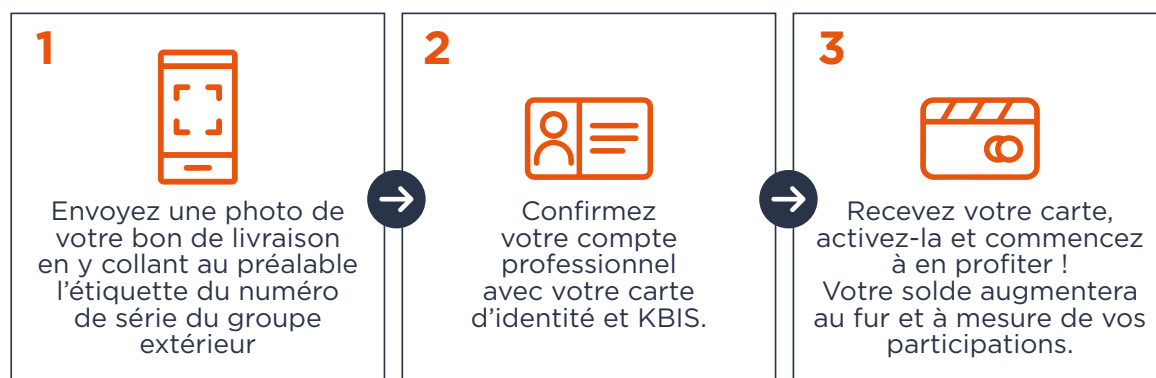 1
Envoyez une photo de
votre bon de livraison
en y collant au préalable
l’étiquette du numéro
de série du groupe
extérieur
2
Confirmez
votre compte
professionnel
avec votre carte
d’identité et KBIS.
3
Recevez votre carte,
activez-la et commencez
à en profiter !
Votre solde augmentera
au fur et à mesure de vos
participations.